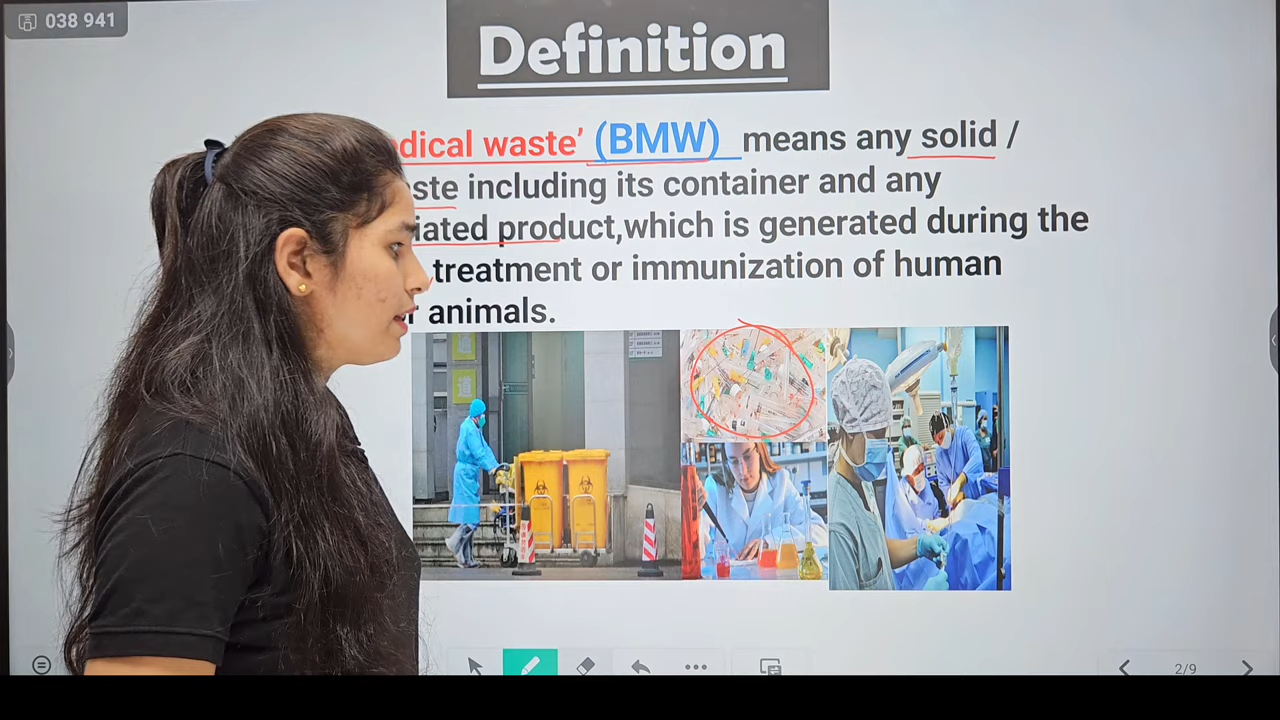 038 941
Definition
dical waste’ (BMW) means any solid /
ste including its container and any
iated product,which is generated during the
,treatment or immunization of human
r animals.
2/9